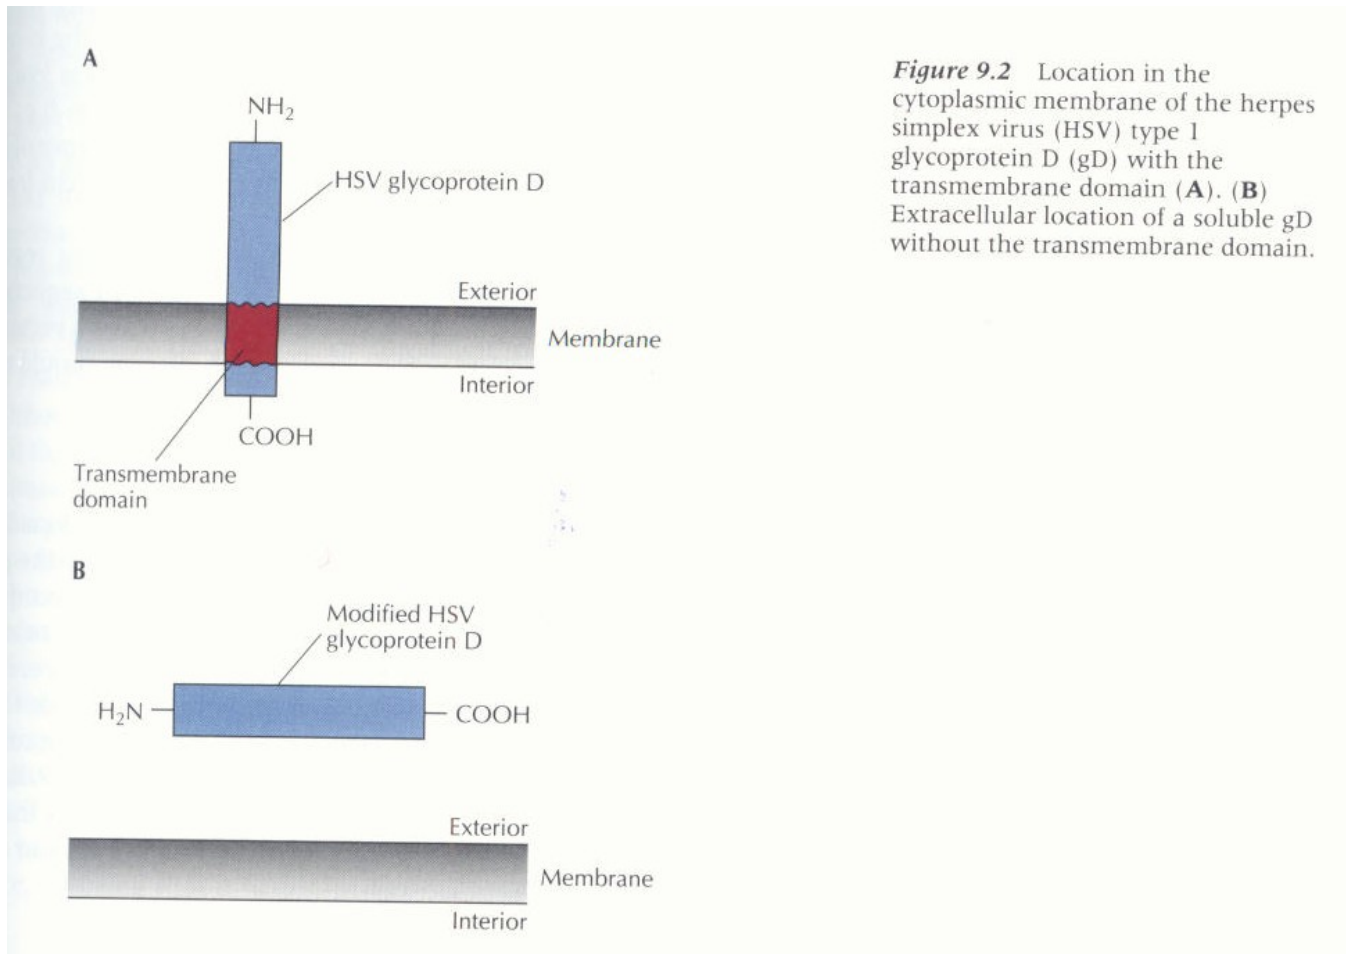 A
NH₂
HSV glycoprotein D
Exterior
Membrane
Interior
COOH
Transmembrane
domain
B
Modified HSV
glycoprotein D
H₂N
COOH
Exterior
Membrane
Interior
Figure 9.2 Location in the
cytoplasmic membrane of the herpes
simplex virus (HSV) type 1
glycoprotein D (gD) with the
transmembrane domain (A). (B)
Extracellular location of a soluble gD
without the transmembrane domain.